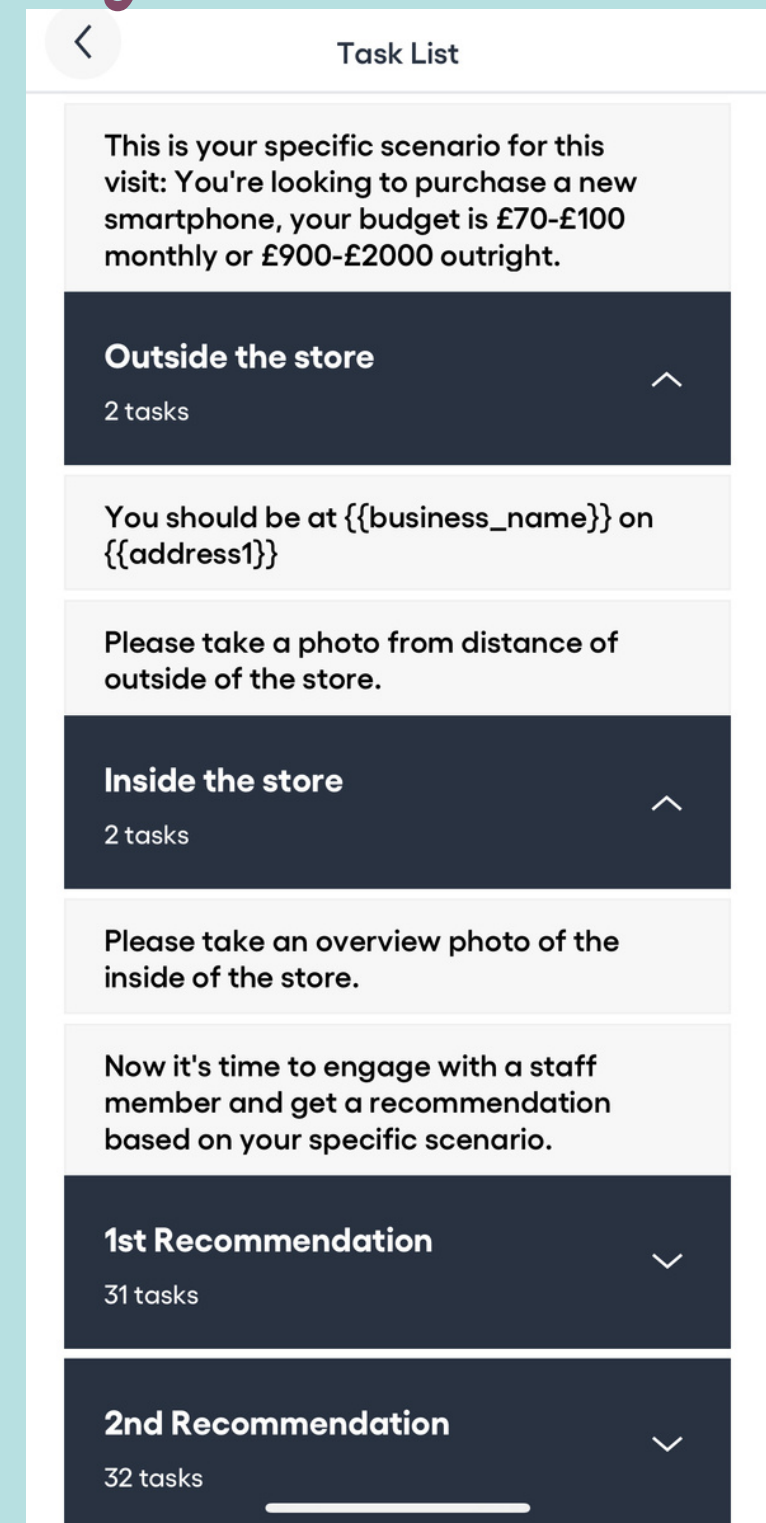 Task List
This is your specific scenario for this
visit: You're looking to purchase a new
smartphone, your budget is £70-£100
monthly or £900-£2000 outright.
Outside the store
2 tasks
You should be at {{business_name}} on
{{address1}}
Please take a photo from distance of
outside of the store.
Inside the store
2 tasks
Please take an overview photo of the
inside of the store.
Now it's time to engage with a staff
member and get a recommendation
based on your specific scenario.
1st Recommendation
31 tasks
2nd Recommendation
32 tasks